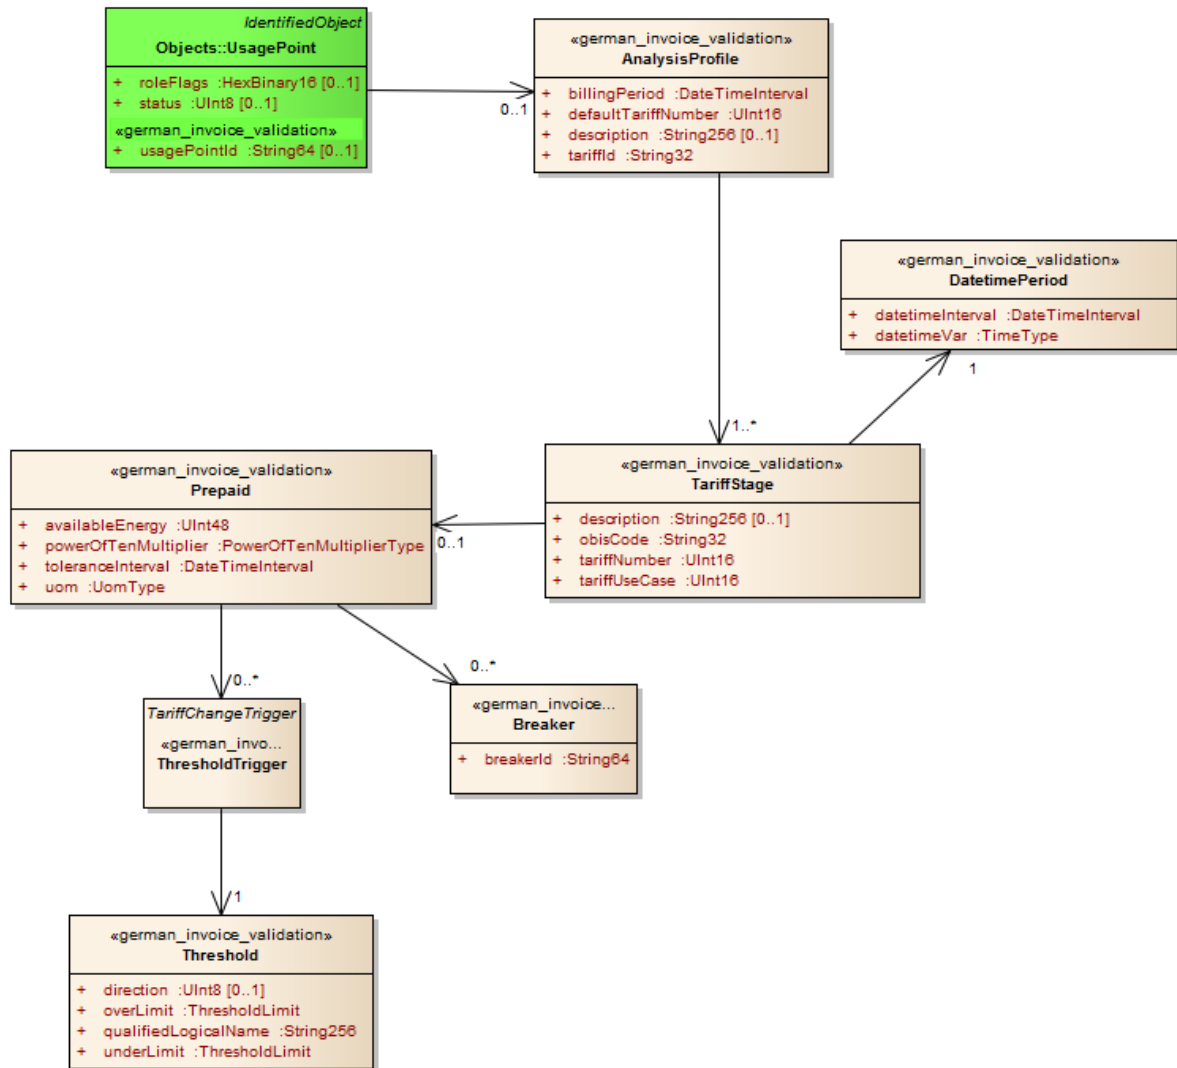 IdentifiedObject
Objects::UsagePoint
+ roleFlags :HexBinary16 [0..1]
+ status :UInt8 [0..1]
«german_invoice_validation»
+ usagePointId :String64 [0..1]
0..1
«german_invoice_validation»
AnalysisProfile
+ billingPeriod :DateTimeInterval
+ defaultTariffNumber :UInt16
+ description :String256 [0..1]
+ tariffId :String32
«german_invoice_validation»
DatetimePeriod
+ datetimeInterval :DateTimeInterval
+ datetimeVar :TimeType
1
1..*
«german_invoice_validation»
Prepaid
+ availableEnergy :UInt48
+ powerOfTenMultiplier :PowerOfTenMultiplierType
+ toleranceInterval :DateTimeInterval
+ uom :UomType
0..1
«german_invoice_validation»
TariffStage
+ description :String256 [0..1]
+ obisCode :String32
+ tariffNumber :UInt16
+ tariffUseCase :UInt16
0..*
0..*
TariffChangeTrigger
«german_invo...
ThresholdTrigger
«german_invoice...
Breaker
+ breakerId :String64
1
«german_invoice_validation»
Threshold
+ direction :UInt8 [0..1]
+ overLimit :ThresholdLimit
+ qualifiedLogicalName :String256
+ underLimit :ThresholdLimit